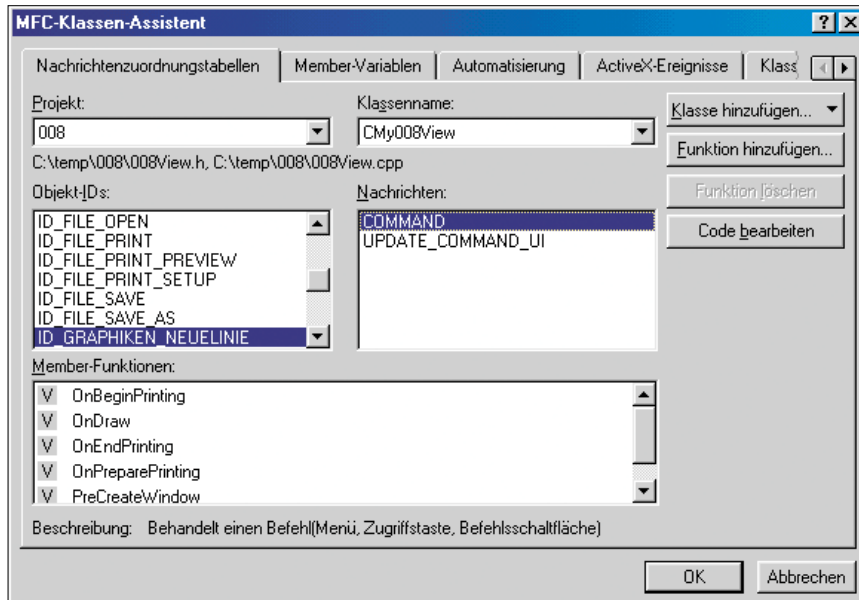 MFC-Klassen-Assistent
Nachrichtenzuordnungstabellen Member-Variablen Automatisierung ActiveX-Ereignisse Klass
Projekt:
008
Klassenname:
CMy008View
Klasse hinzufügen...
Funktion hinzufügen...
C:\temp\008\008View.h, C:\temp\008\008View.cpp
Objekt-IDs:
ID_FILE_OPEN
ID_FILE_PRINT
ID_FILE_PRINT_PREVIEW
ID_FILE_PRINT_SETUP
ID_FILE_SAVE
ID_FILE_SAVE_AS
ID_GRAPHIKEN_NEUELINIE
Nachrichten:
COMMAND
UPDATE_COMMAND_UI
Funktion löschen
Code bearbeiten
Member-Funktionen:
V OnBeginPrinting
V OnDraw
V OnEndPrinting
V OnPreparePrinting
V PreCreateWindow
Beschreibung: Behandelt einen Befehl(Menü, Zugriffstaste, Befehlsschaltfläche)
OK Abbrechen